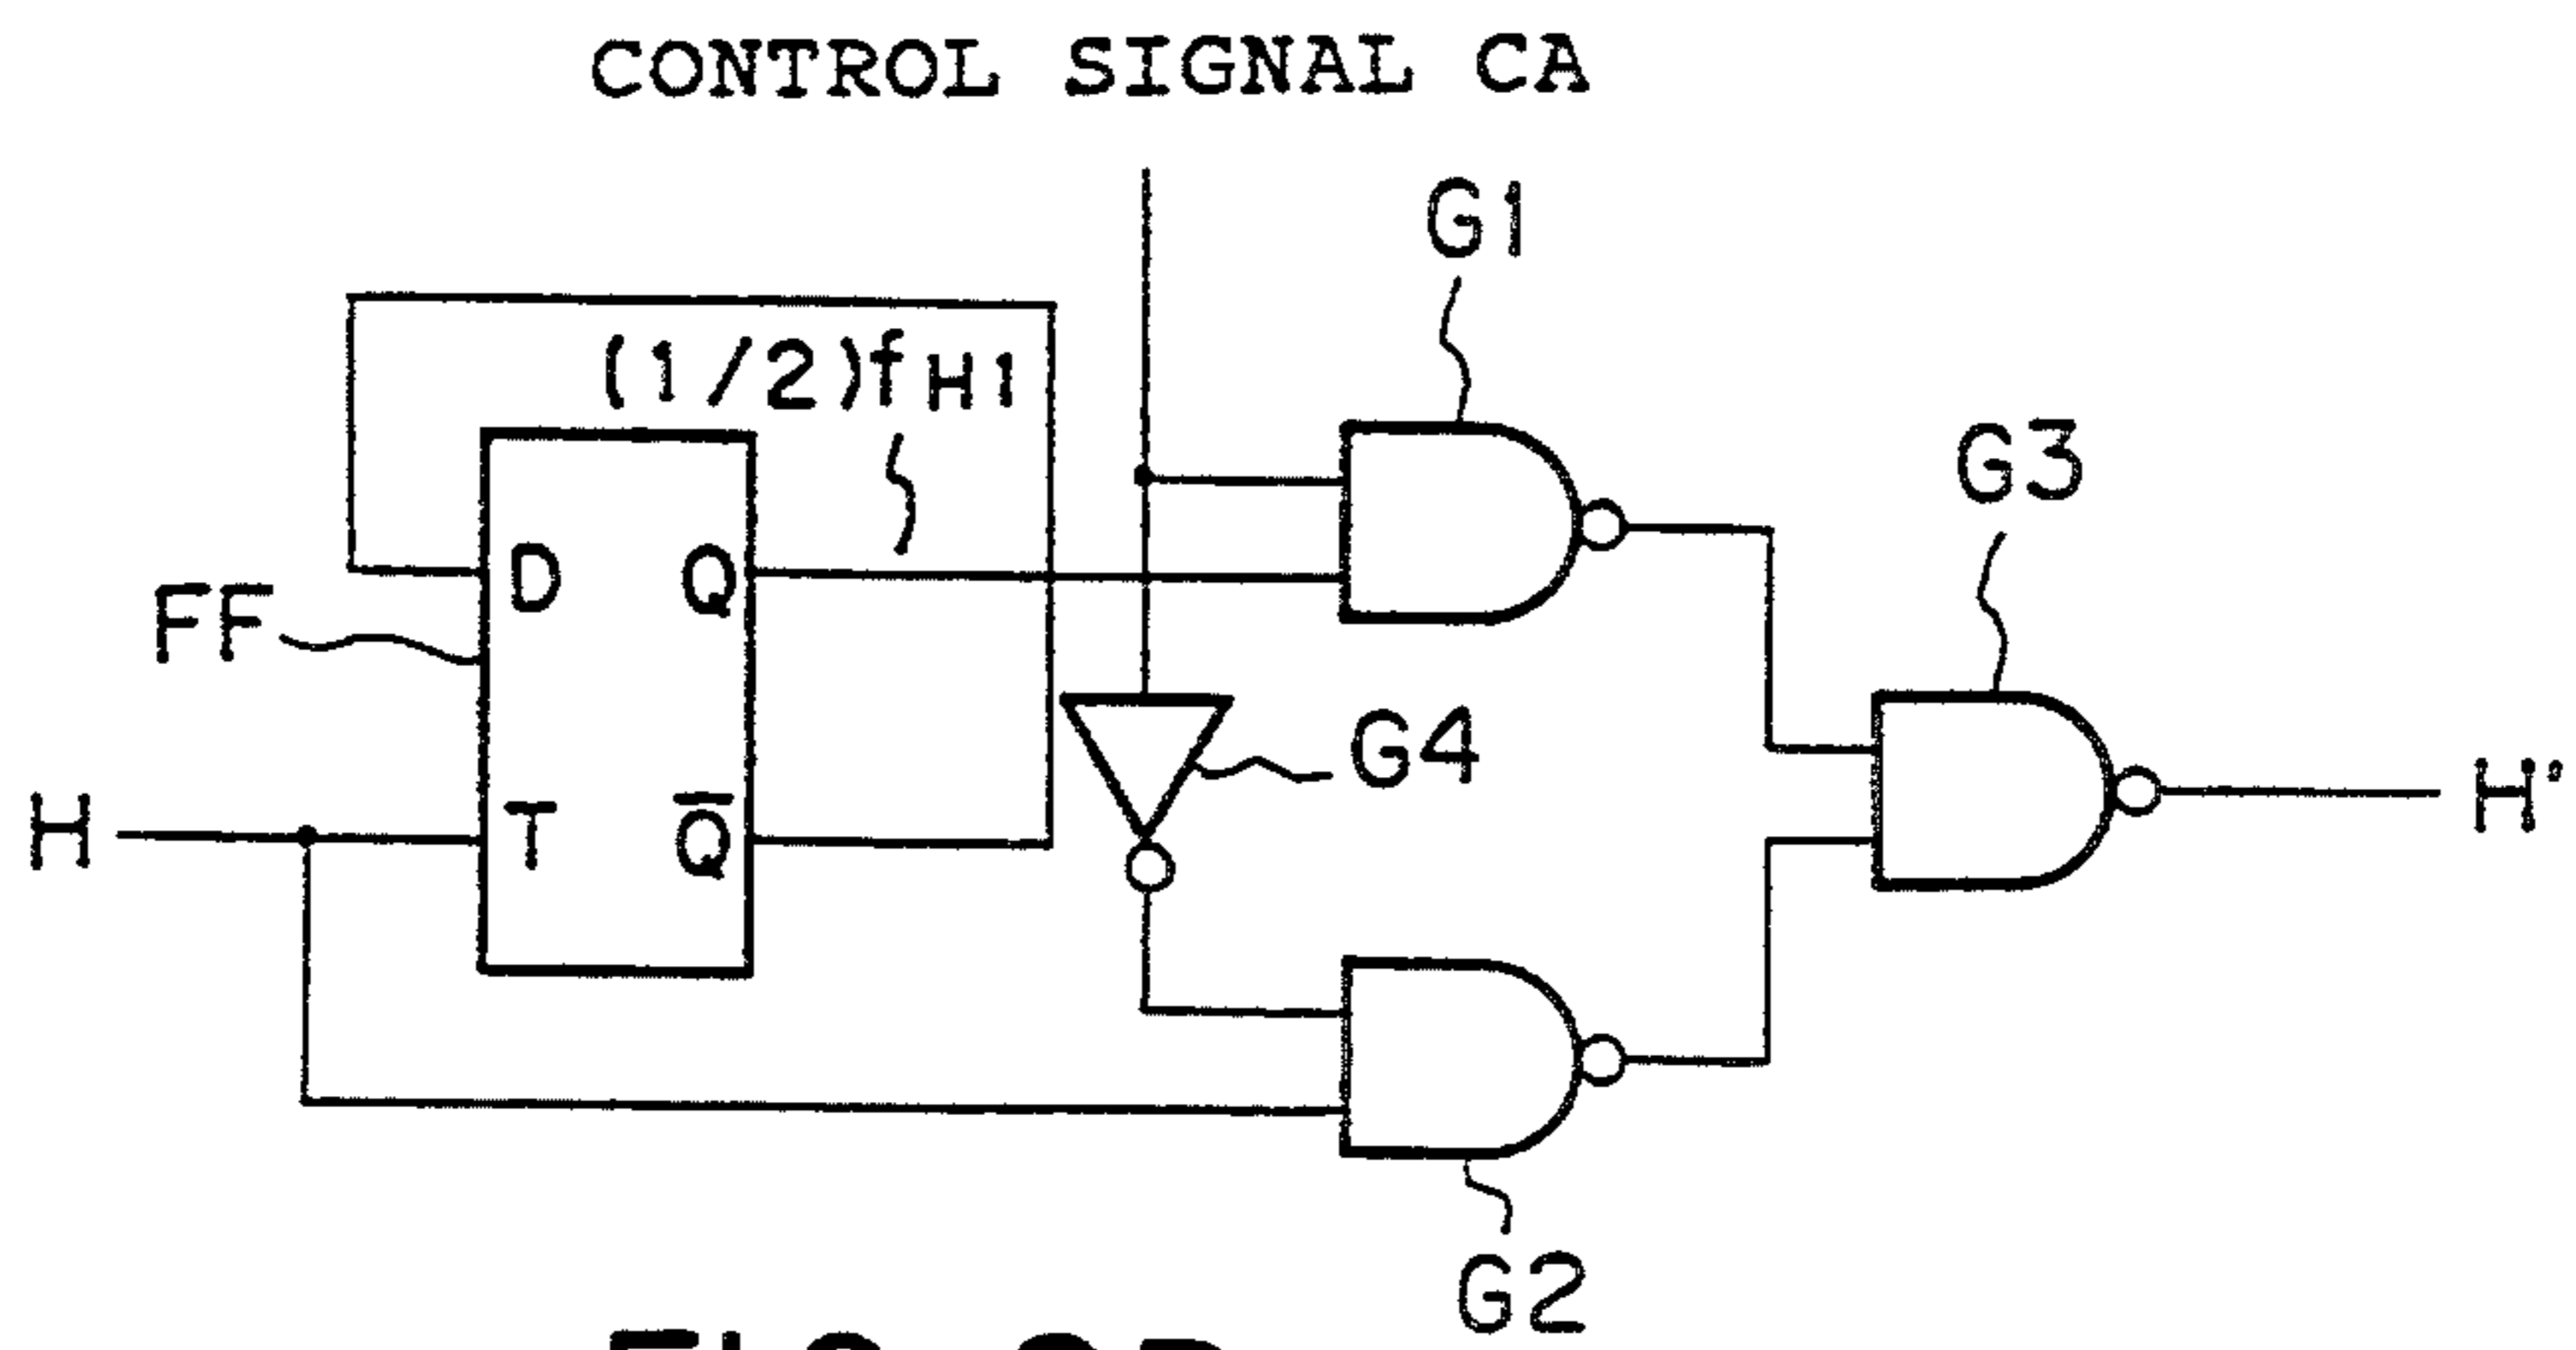 CONTROL SIGNAL CA
G1
(1/2)fH1
G3
D
Q
FF
G4
H
T
Q̅
H'
G2